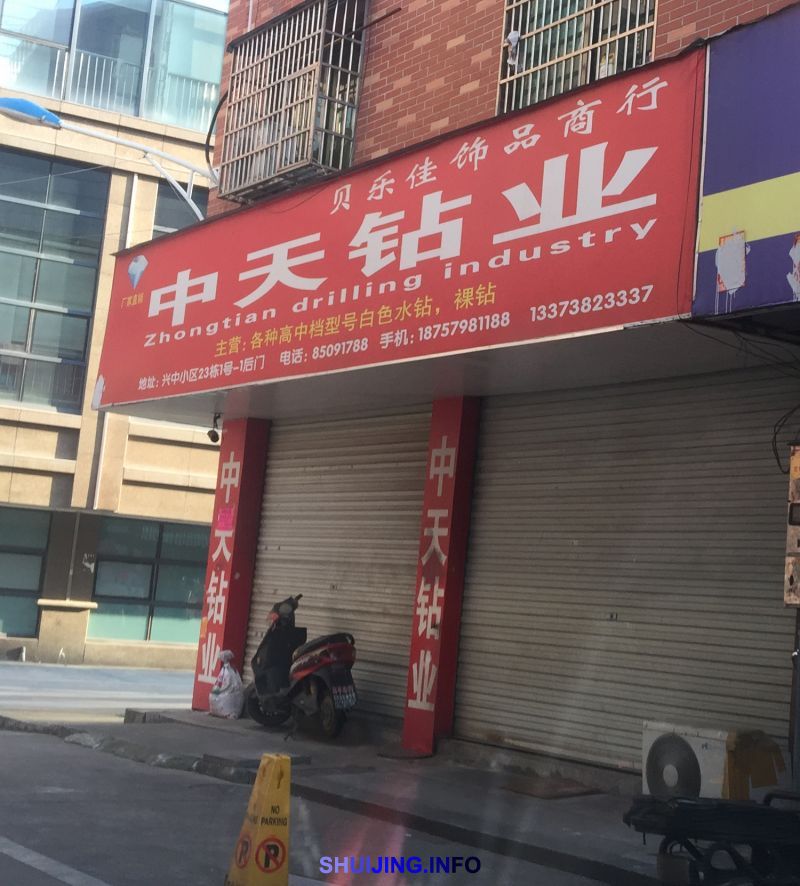 贝乐佳饰品商行
中天钻业
厂家直销
Zhongtian drilling industry
主营:各种高中档型号白色水钻,裸钻
地址:兴中小区23栋1号-1后门 电话:85091788 手机:18757981188 13373823337
中天钻业
中天钻业
NO
PARKING
P
SHUIJING.INFO